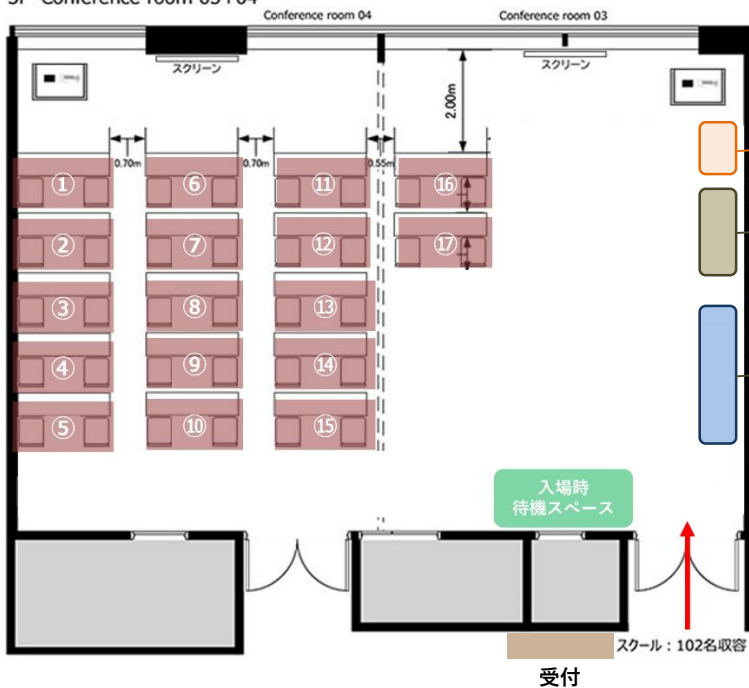 Conference room 04
Conference room 03
スクリーン
スクリーン
2.00m
0.70m
0.70m
0.55m
① ⑥ ⑪ ⑯
② ⑦ ⑫ ⑰
③ ⑧ ⑬
④ ⑨ ⑭
⑤ ⑩ ⑮
入場時
待機スペース
スクール：102名収容
受付